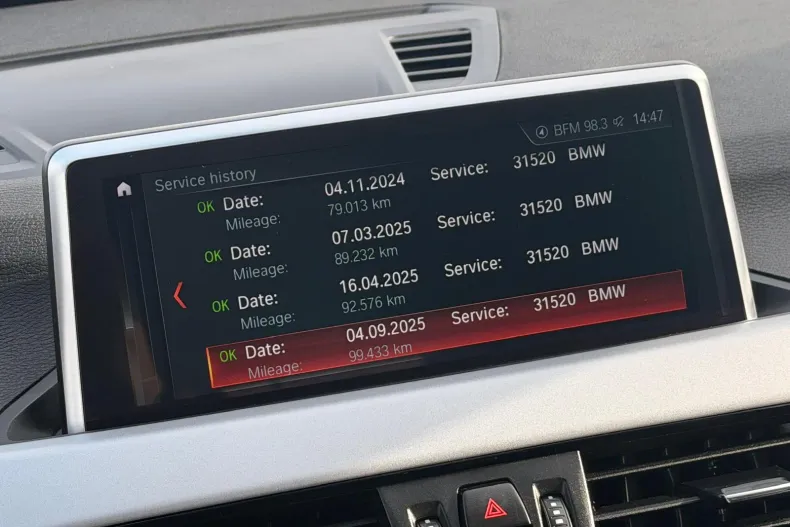 BFM 98.3 14:47
Service history
OK Date: 04.11.2024 Service: 31520 BMW
Mileage: 79.013 km
OK Date: 07.03.2025 Service: 31520 BMW
Mileage: 89.232 km
OK Date: 16.04.2025 Service: 31520 BMW
Mileage: 92.576 km
OK Date: 04.09.2025 Service: 31520 BMW
Mileage: 99.433 km